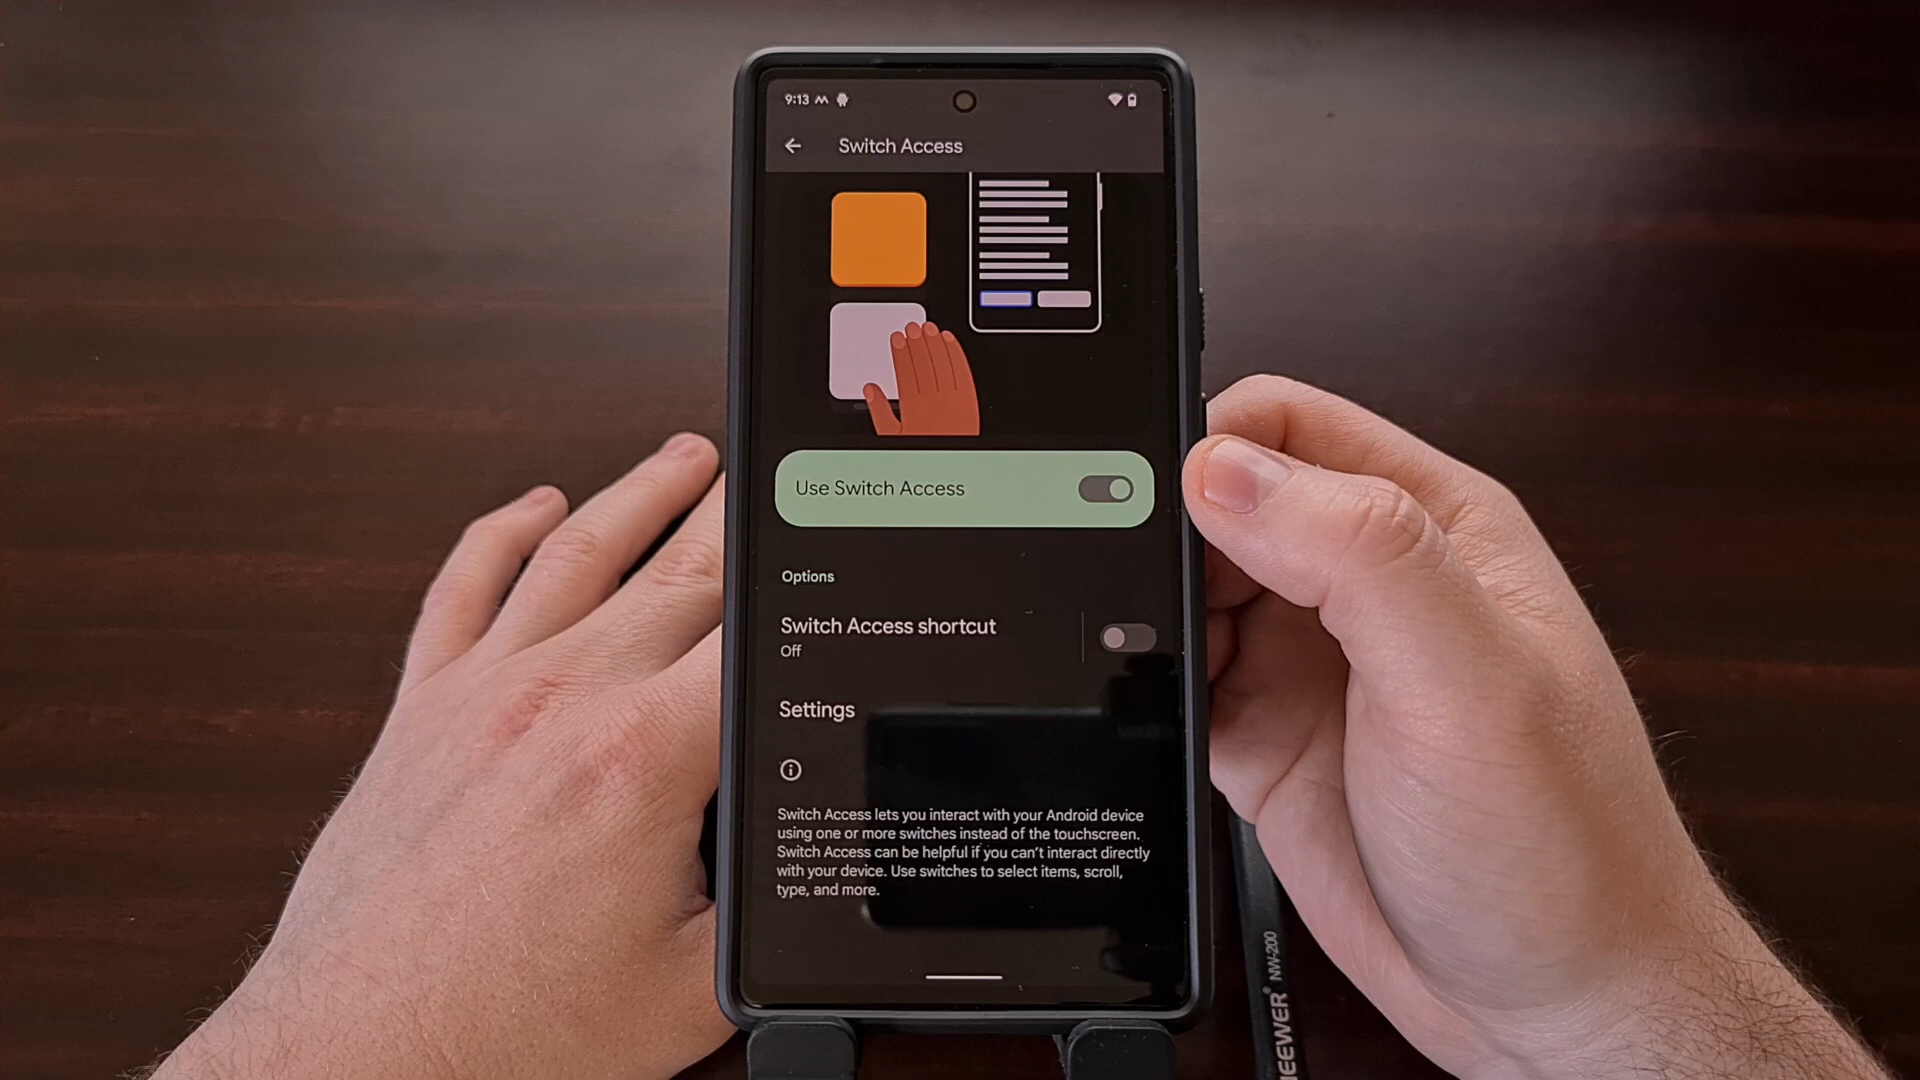 9:13
Switch Access
Use Switch Access
Options
Switch Access shortcut
Off
Settings
Switch Access lets you interact with your Android device
using one or more switches instead of the touchscreen.
Switch Access can be helpful if you can't interact directly
with your device. Use switches to select items, scroll,
type, and more.
NEEWER® NW-200